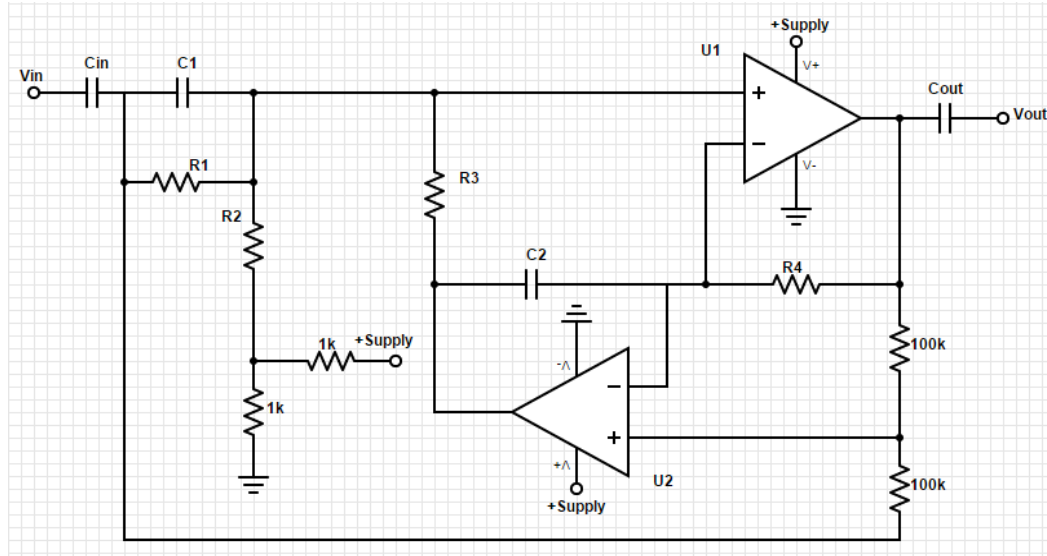 +Supply
U1
V+
Cin
C1
Vin
+
Cout
Vout
−
R1
V-
R3
R2
C2
R4
1k
+Supply
100k
-V
−
1k
+
+V
U2
100k
+Supply